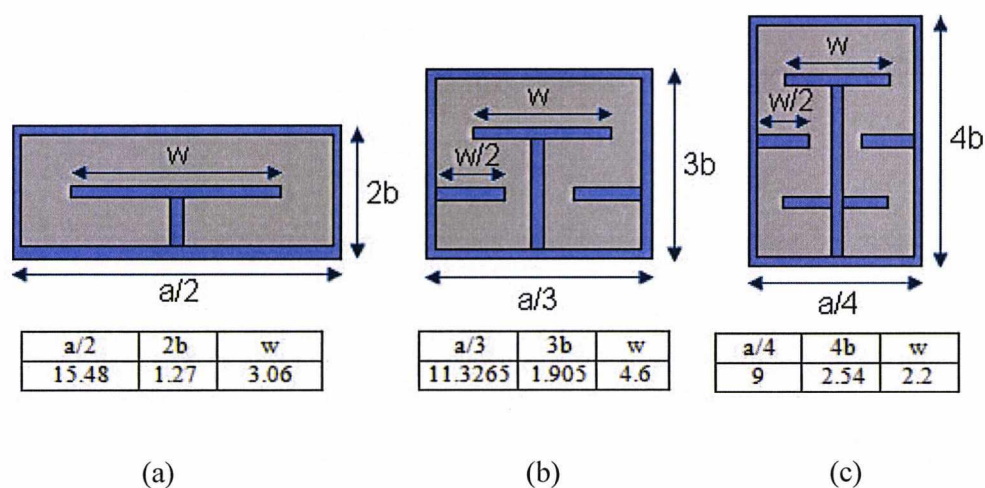 w
2b
a/2
a/2 2b w
15.48 1.27 3.06
(a)
w
w/2
3b
a/3
a/3 3b w
11.3265 1.905 4.6
(b)
w
w/2
4b
a/4
a/4 4b w
9 2.54 2.2
(c)